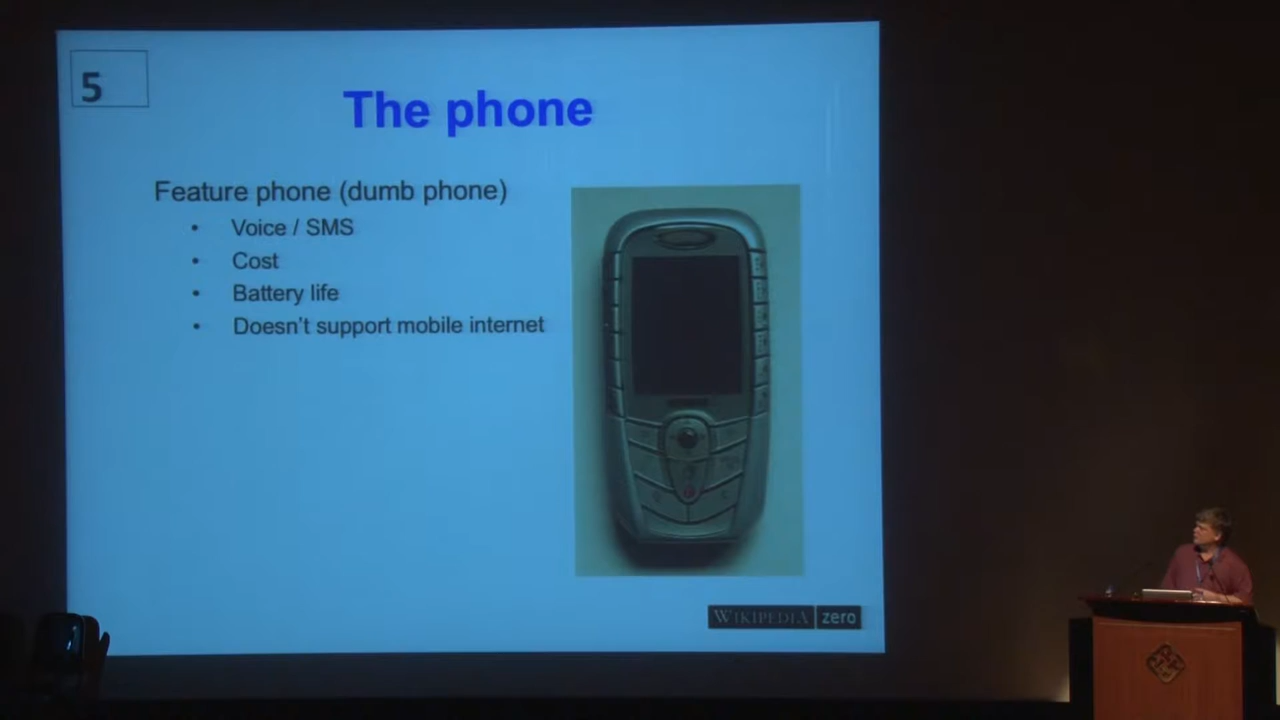 5
The phone
Feature phone (dumb phone)
• Voice / SMS
• Cost
• Battery life
• Doesn't support mobile internet
WIKIPEDIA zero